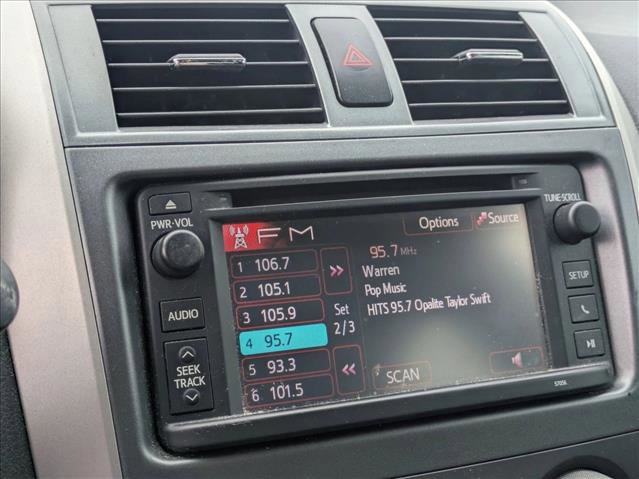 TUNE•SCROLL
PWR•VOL
FM
Options
Source
1 106.7
2 105.1
3 105.9
4 95.7
5 93.3
6 101.5
Set
2/3
95.7 MHz
Warren
Pop Music
HITS 95.7 Opalite Taylor Swift
SCAN
AUDIO
SEEK
TRACK
SETUP
57056